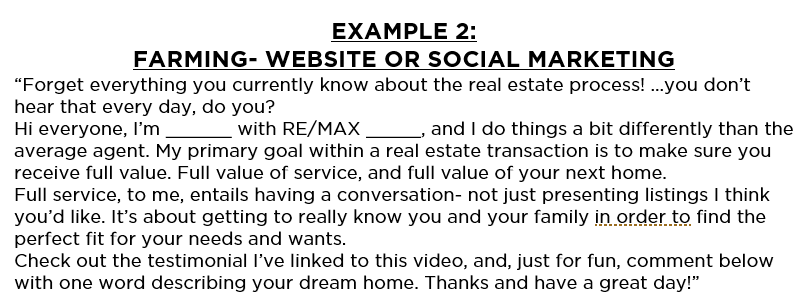 EXAMPLE 2:
FARMING- WEBSITE OR SOCIAL MARKETING
“Forget everything you currently know about the real estate process! ...you don’t
hear that every day, do you?
Hi everyone, I’m _______ with RE/MAX ______, and I do things a bit differently than the
average agent. My primary goal within a real estate transaction is to make sure you
receive full value. Full value of service, and full value of your next home.
Full service, to me, entails having a conversation- not just presenting listings I think
you’d like. It’s about getting to really know you and your family in order to find the
perfect fit for your needs and wants.
Check out the testimonial I’ve linked to this video, and, just for fun, comment below
with one word describing your dream home. Thanks and have a great day!”